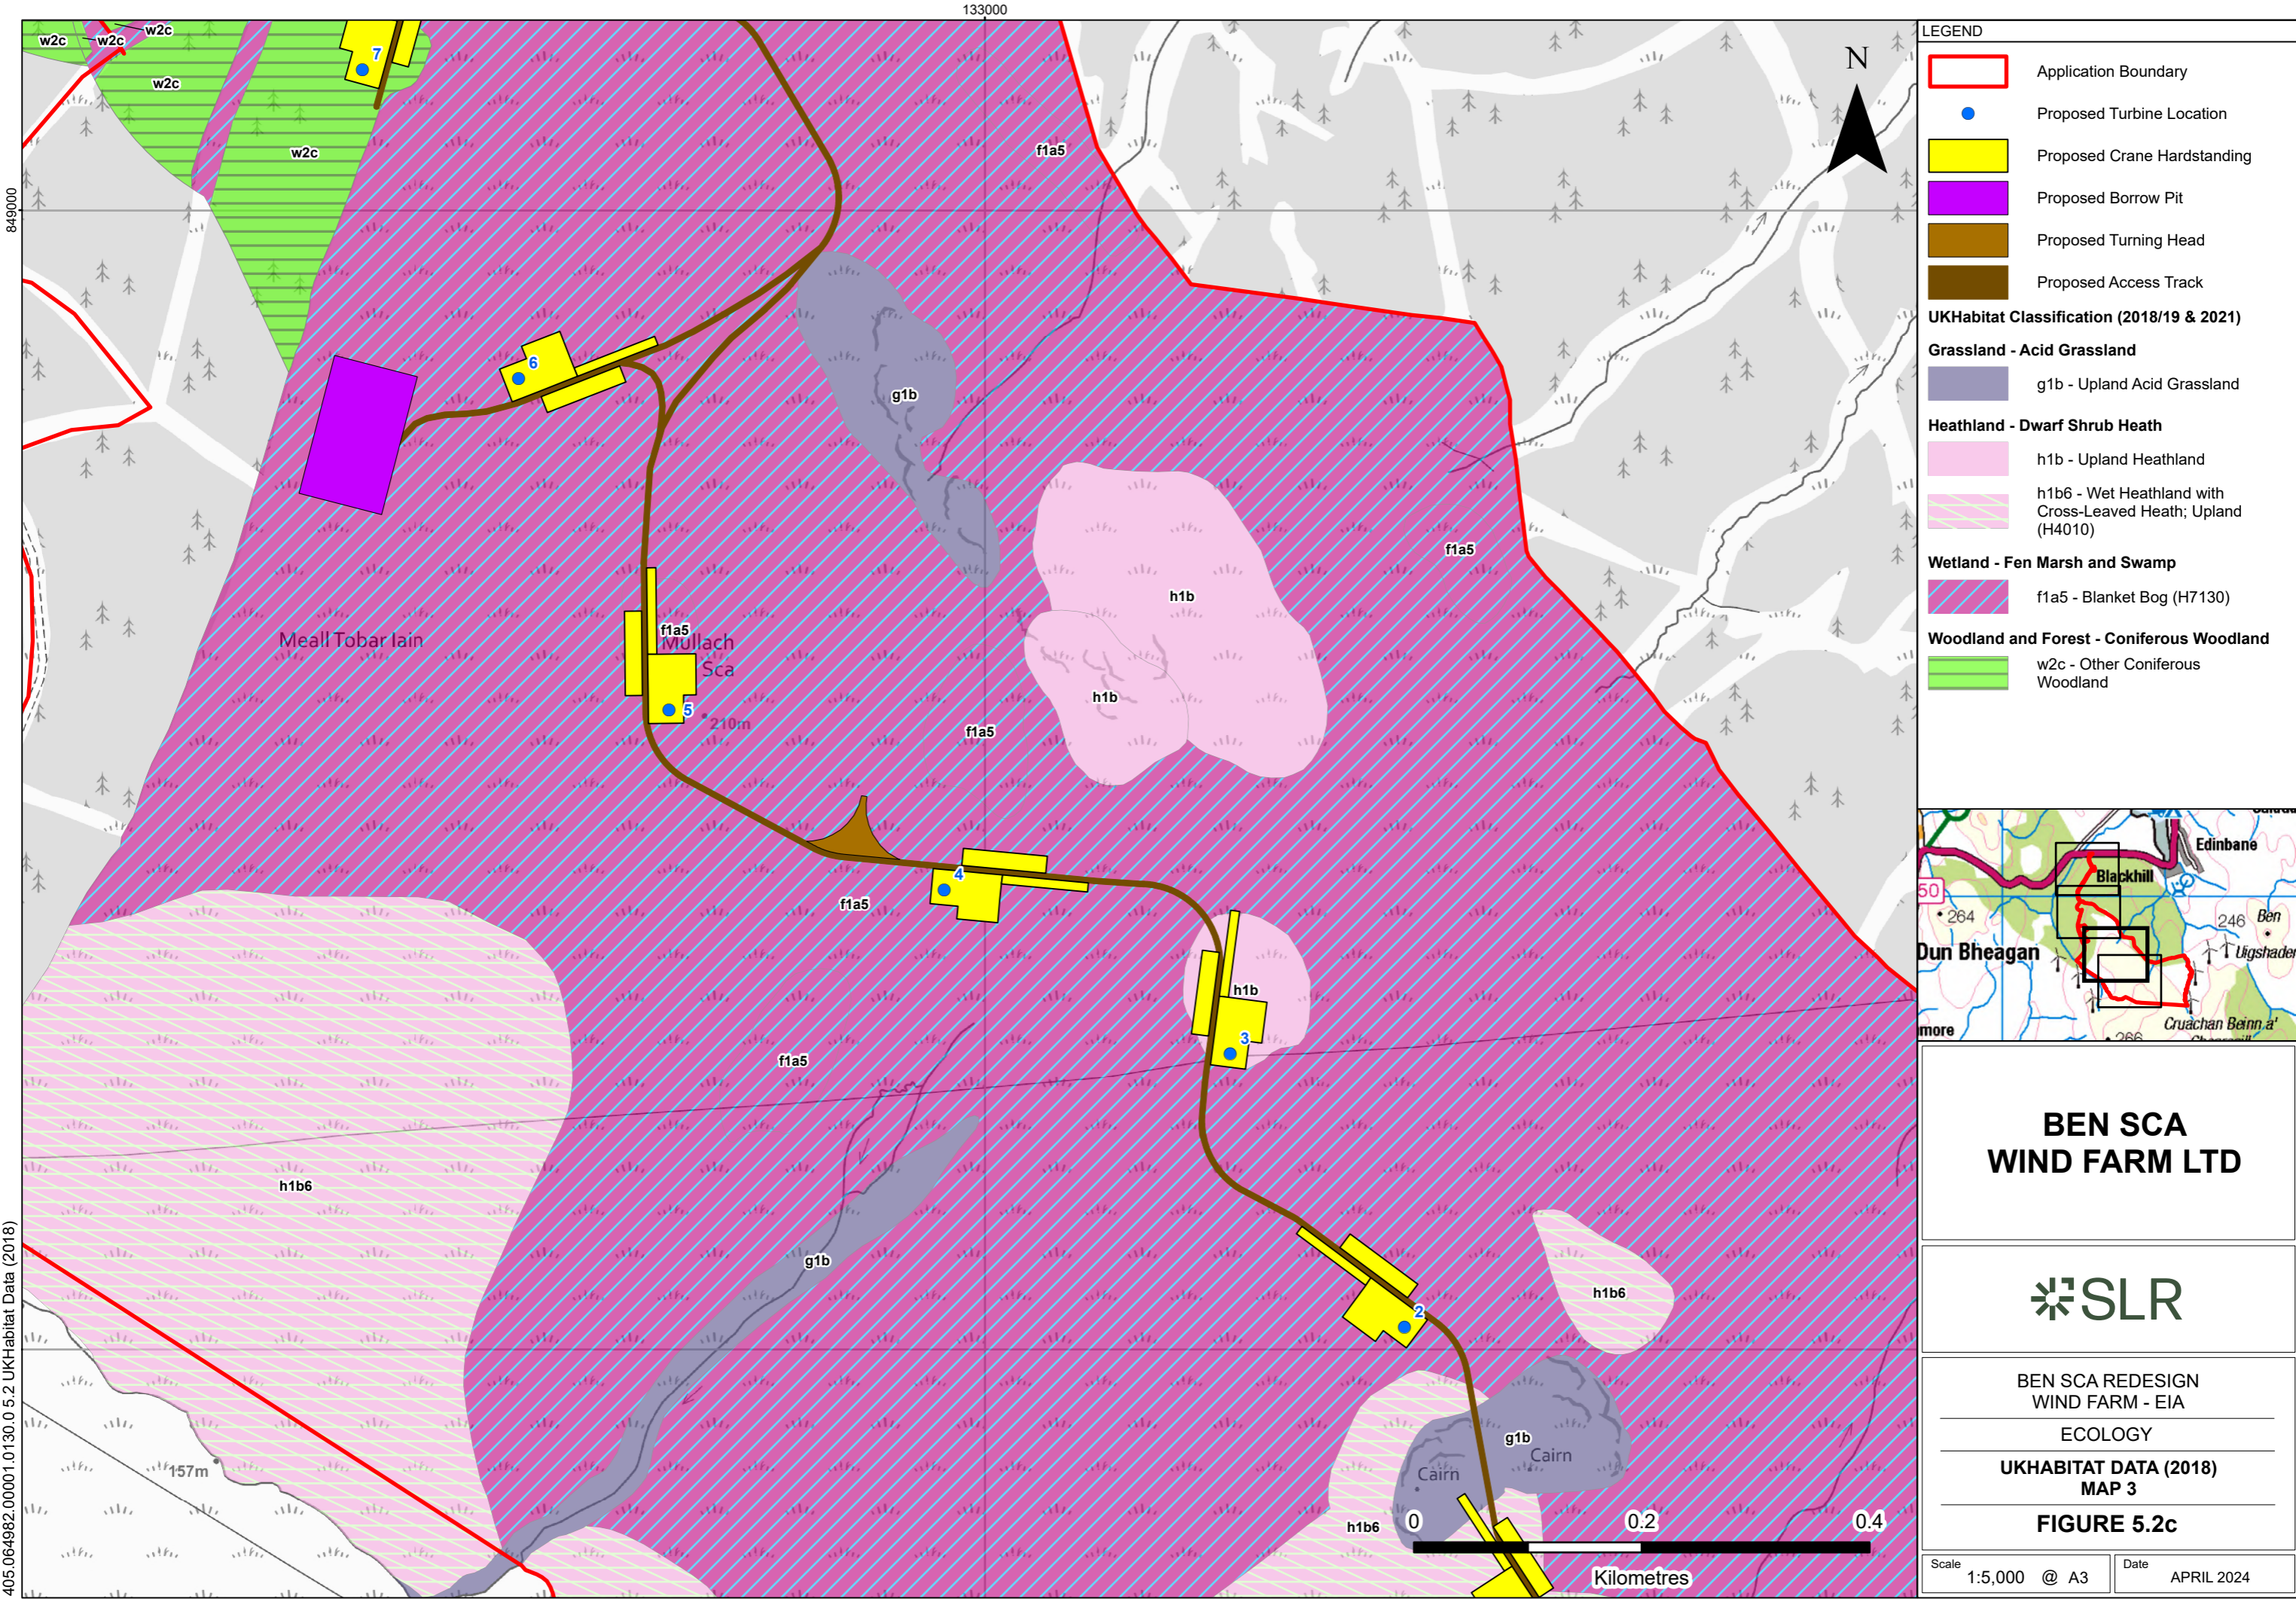 133000
849000
w2c
w2c
w2c
w2c
w2c
7
f1a5
N
6
g1b
h1b
f1a5
Meall Tobar Iain
f1a5
Mullach
Sca
5
210m
h1b
f1a5
4
f1a5
h1b
3
f1a5
h1b6
g1b
h1b6
2
g1b
Cairn
Cairn
157m
h1b6
0
0.2
0.4
Kilometres
405.064982.00001.0130.0 5.2 UKHabitat Data (2018)
LEGEND
Application Boundary
Proposed Turbine Location
Proposed Crane Hardstanding
Proposed Borrow Pit
Proposed Turning Head
Proposed Access Track
UKHabitat Classification (2018/19 & 2021)
Grassland - Acid Grassland
g1b - Upland Acid Grassland
Heathland - Dwarf Shrub Heath
h1b - Upland Heathland
h1b6 - Wet Heathland with
Cross-Leaved Heath; Upland
(H4010)
Wetland - Fen Marsh and Swamp
f1a5 - Blanket Bog (H7130)
Woodland and Forest - Coniferous Woodland
w2c - Other Coniferous
Woodland
Edinbane
Blackhill
50
264
246
Ben
Uigshader
Dun Bheagan
more
Cruachan Beinn a'
266
BEN SCA
WIND FARM LTD
SLR
BEN SCA REDESIGN
WIND FARM - EIA
ECOLOGY
UKHABITAT DATA (2018)
MAP 3
FIGURE 5.2c
Scale
1:5,000 @ A3
Date
APRIL 2024